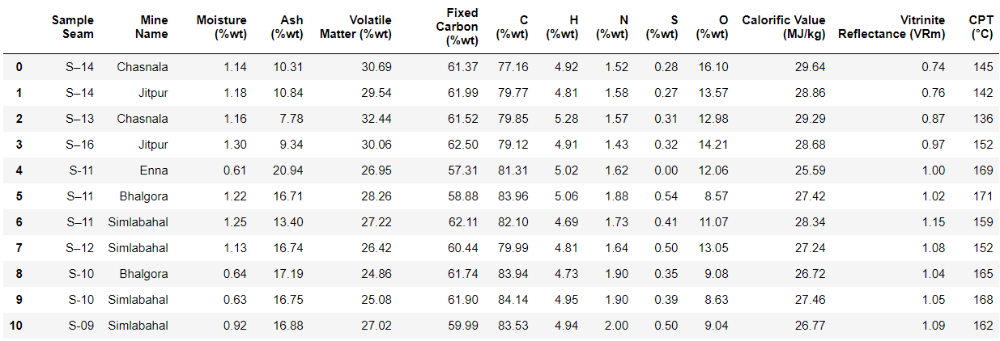 Sample Seam Mine Name Moisture (%wt) Ash (%wt) Volatile Matter (%wt) Fixed Carbon (%wt) C (%wt) H (%wt) N (%wt) S (%wt) O (%wt) Calorific Value (MJ/kg) Vitrinite Reflectance (VRm) CPT (°C)
0 S–14 Chasnala 1.14 10.31 30.69 61.37 77.16 4.92 1.52 0.28 16.10 29.64 0.74 145
1 S–14 Jitpur 1.18 10.84 29.54 61.99 79.77 4.81 1.58 0.27 13.57 28.86 0.76 142
2 S–13 Chasnala 1.16 7.78 32.44 61.52 79.85 5.28 1.57 0.31 12.98 29.29 0.87 136
3 S–16 Jitpur 1.30 9.34 30.06 62.50 79.12 4.91 1.43 0.32 14.21 28.68 0.97 152
4 S-11 Enna 0.61 20.94 26.95 57.31 81.31 5.02 1.62 0.00 12.06 25.59 1.00 169
5 S–11 Bhalgora 1.22 16.71 28.26 58.88 83.96 5.06 1.88 0.54 8.57 27.42 1.02 171
6 S–11 Simlabahal 1.25 13.40 27.22 62.11 82.10 4.69 1.73 0.41 11.07 28.34 1.15 159
7 S–12 Simlabahal 1.13 16.74 26.42 60.44 79.99 4.81 1.64 0.50 13.05 27.24 1.08 152
8 S-10 Bhalgora 0.64 17.19 24.86 61.74 83.94 4.73 1.90 0.35 9.08 26.72 1.04 165
9 S-10 Simlabahal 0.63 16.75 25.08 61.90 84.14 4.95 1.90 0.39 8.63 27.46 1.05 168
10 S-09 Simlabahal 0.92 16.88 27.02 59.99 83.53 4.94 2.00 0.50 9.04 26.77 1.09 162